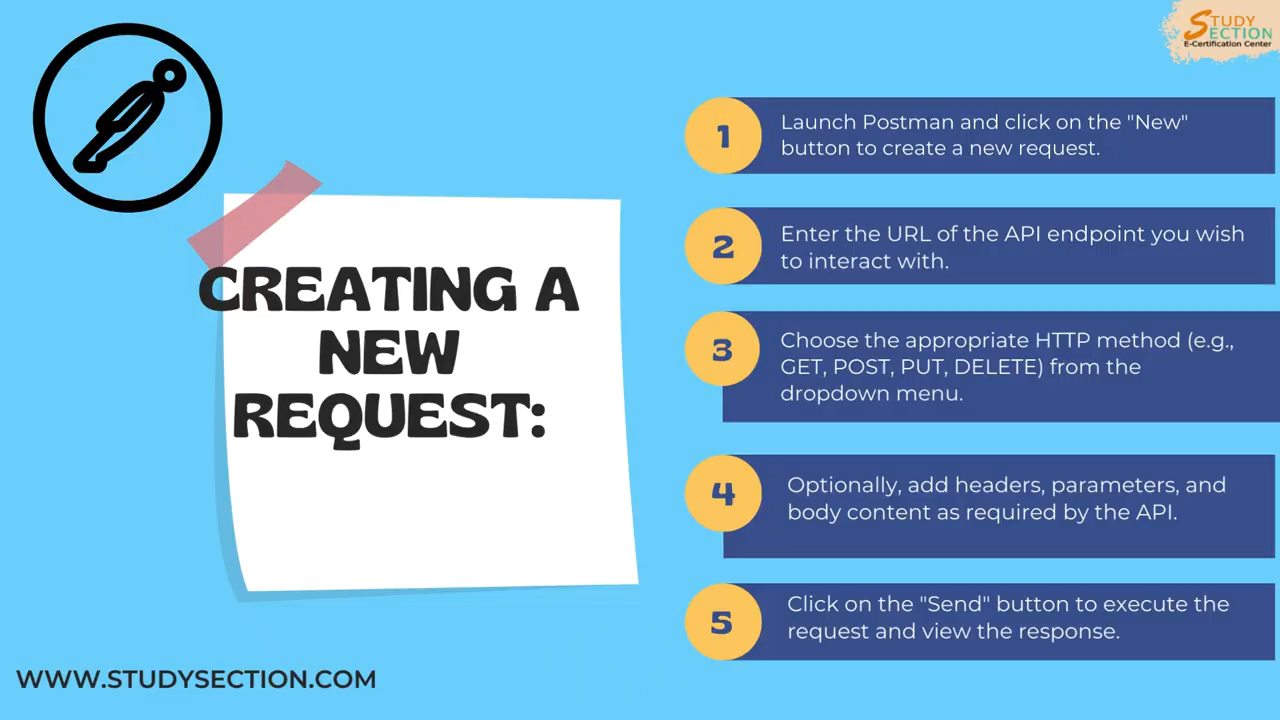 STUDY
SECTION
E-Certification Center
CREATING A
NEW
REQUEST:
1
Launch Postman and click on the "New"
button to create a new request.
2
Enter the URL of the API endpoint you wish
to interact with.
3
Choose the appropriate HTTP method (e.g.,
GET, POST, PUT, DELETE) from the
dropdown menu.
4
Optionally, add headers, parameters, and
body content as required by the API.
5
Click on the "Send" button to execute the
request and view the response.
WWW.STUDYSECTION.COM